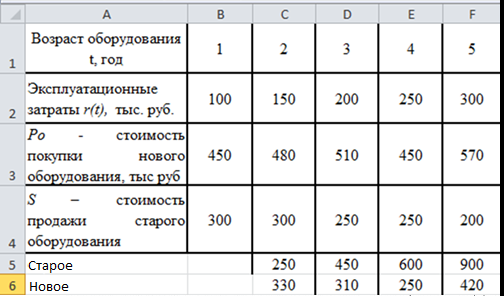 A B C D E F
1 Возраст оборудования t, год 1 2 3 4 5
2 Эксплуатационные затраты r(t), тыс. руб. 100 150 200 250 300
3 Po - стоимость покупки нового оборудования, тыс руб 450 480 510 450 570
4 S – стоимость продажи старого оборудования 300 300 250 250 200
5 Старое 250 450 600 900
6 Новое 330 310 250 420